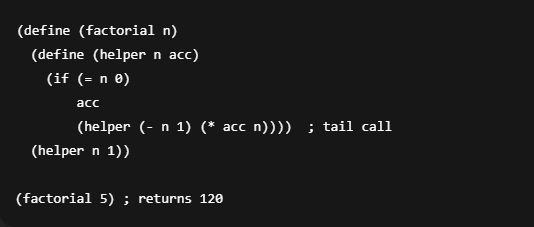 (define (factorial n)
  (define (helper n acc)
    (if (= n 0)
        acc
        (helper (- n 1) (* acc n))))  ; tail call
  (helper n 1))

(factorial 5) ; returns 120